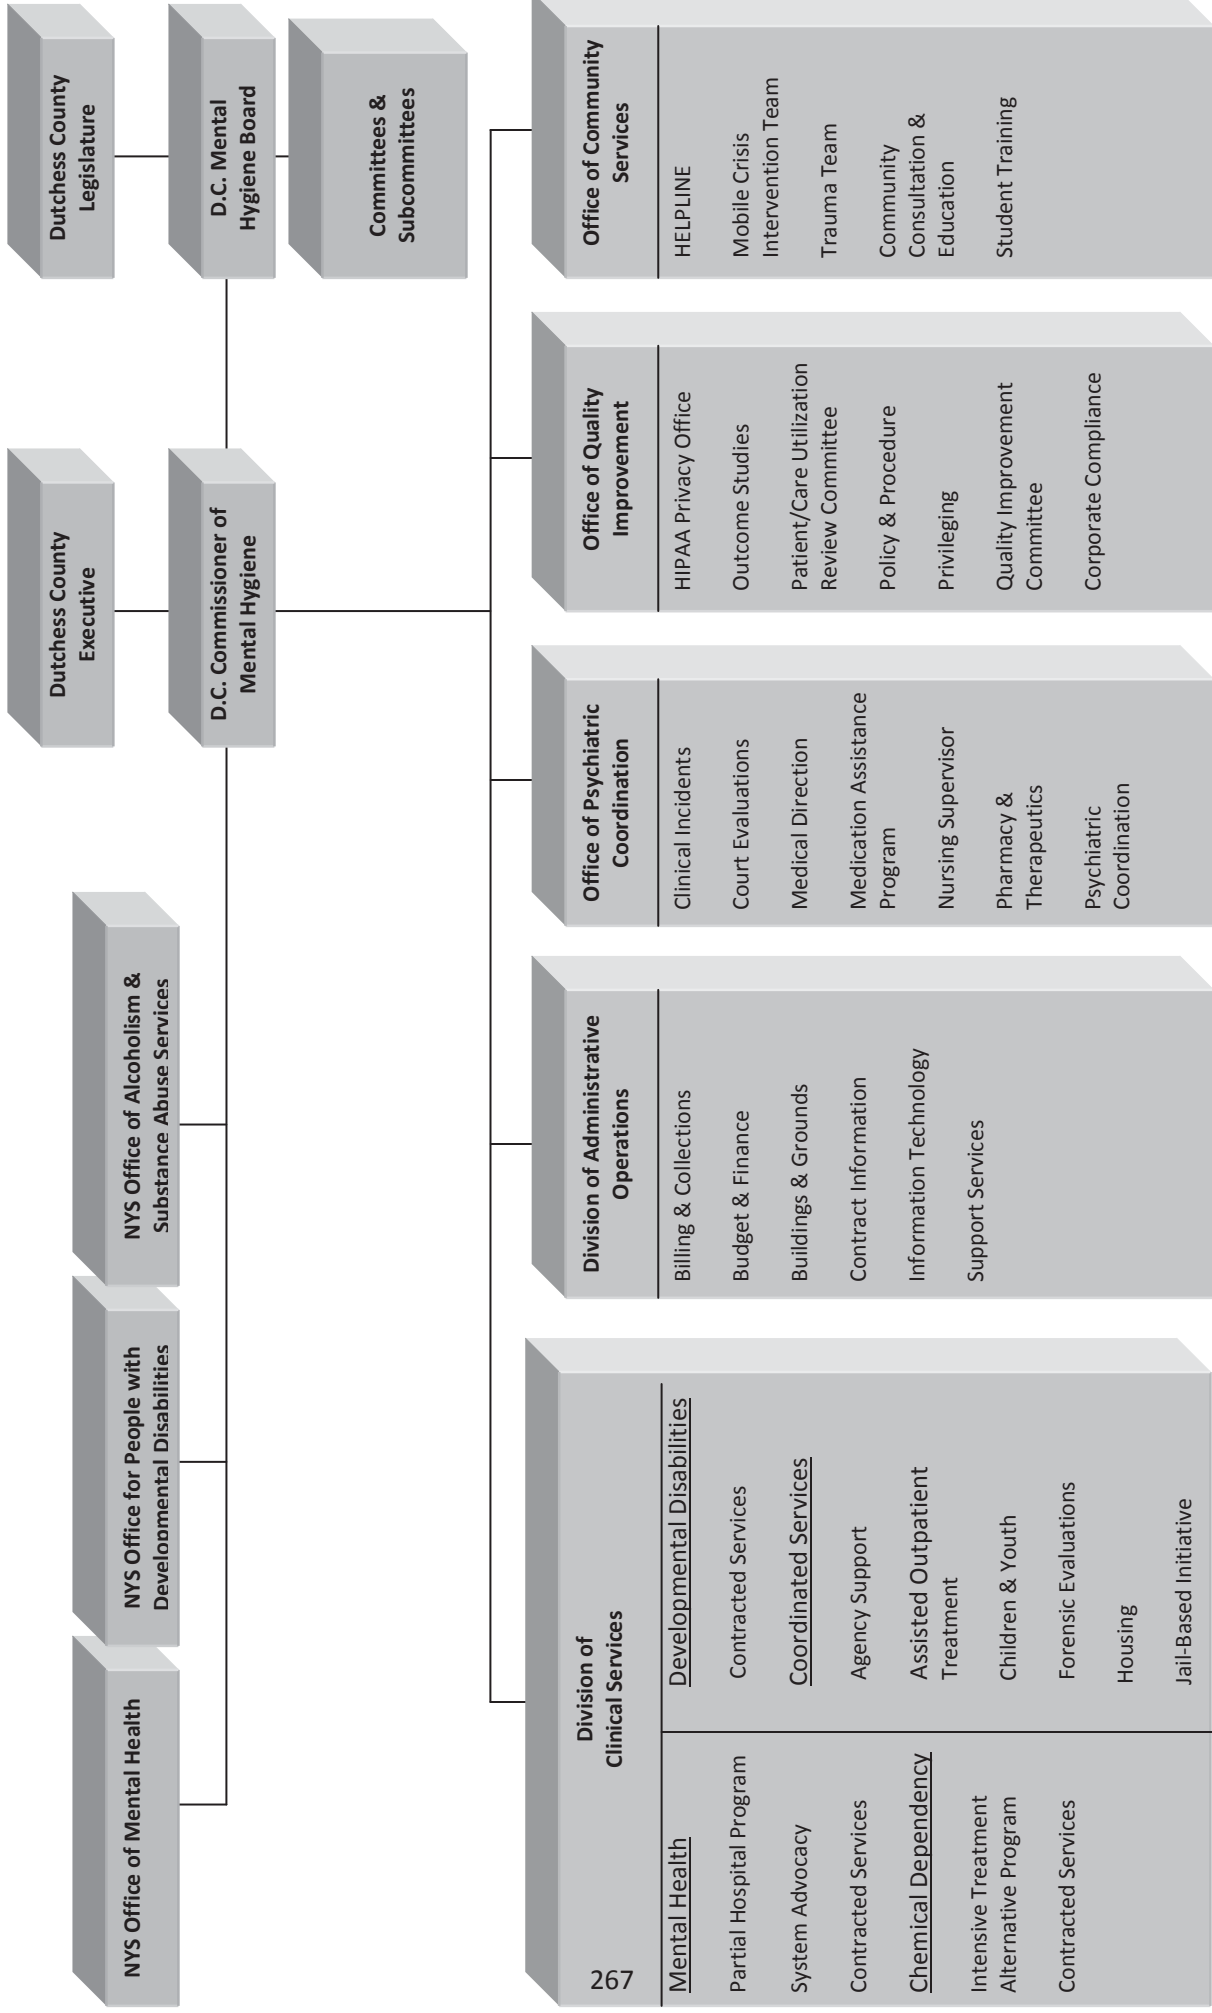 NYS Office of Mental Health
NYS Office for People with
Developmental Disabilities
NYS Office of Alcoholism &
Substance Abuse Services
Dutchess County
Executive
Dutchess County
Legislature
D.C. Commissioner of
Mental Hygiene
D.C. Mental
Hygiene Board
Committees &
Subcommittees
Division of
Clinical Services
Mental Health
Partial Hospital Program
System Advocacy
Contracted Services
Chemical Dependency
Intensive Treatment
Alternative Program
Contracted Services
Developmental Disabilities
Contracted Services
Coordinated Services
Agency Support
Assisted Outpatient
Treatment
Children & Youth
Forensic Evaluations
Housing
Jail-Based Initiative
Division of Administrative
Operations
Billing & Collections
Budget & Finance
Buildings & Grounds
Contract Information
Information Technology
Support Services
Office of Psychiatric
Coordination
Clinical Incidents
Court Evaluations
Medical Direction
Medication Assistance
Program
Nursing Supervisor
Pharmacy &
Therapeutics
Psychiatric
Coordination
Office of Quality
Improvement
HIPAA Privacy Office
Outcome Studies
Patient/Care Utilization
Review Committee
Policy & Procedure
Privileging
Quality Improvement
Committee
Corporate Compliance
Office of Community
Services
HELPLINE
Mobile Crisis
Intervention Team
Trauma Team
Community
Consultation &
Education
Student Training
267